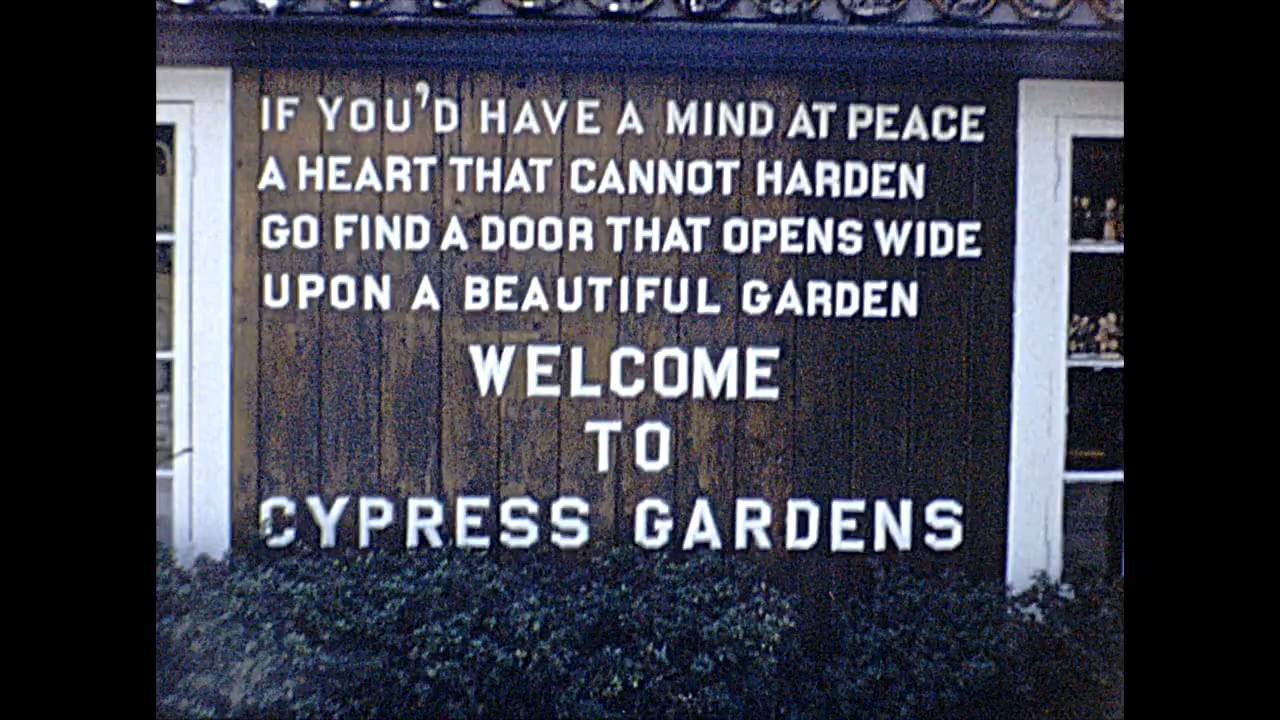 IF YOU'D HAVE A MIND AT PEACE
A HEART THAT CANNOT HARDEN
GO FIND A DOOR THAT OPENS WIDE
UPON A BEAUTIFUL GARDEN
WELCOME
TO
CYPRESS GARDENS